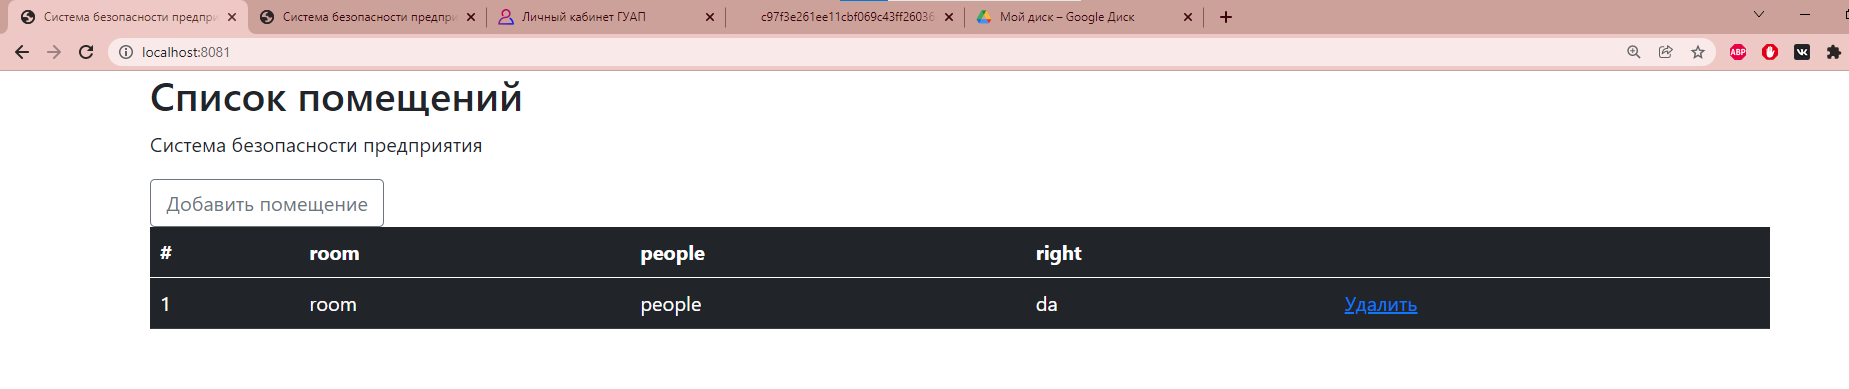 Система безопасности предпри
Система безопасности предпри
Личный кабинет ГУАП
c97f3e261ee11cbf069c43ff26036
Мой диск – Google Диск
localhost:8081
ABP
Список помещений
Система безопасности предприятия
Добавить помещение
# room people right
1 room people da Удалить